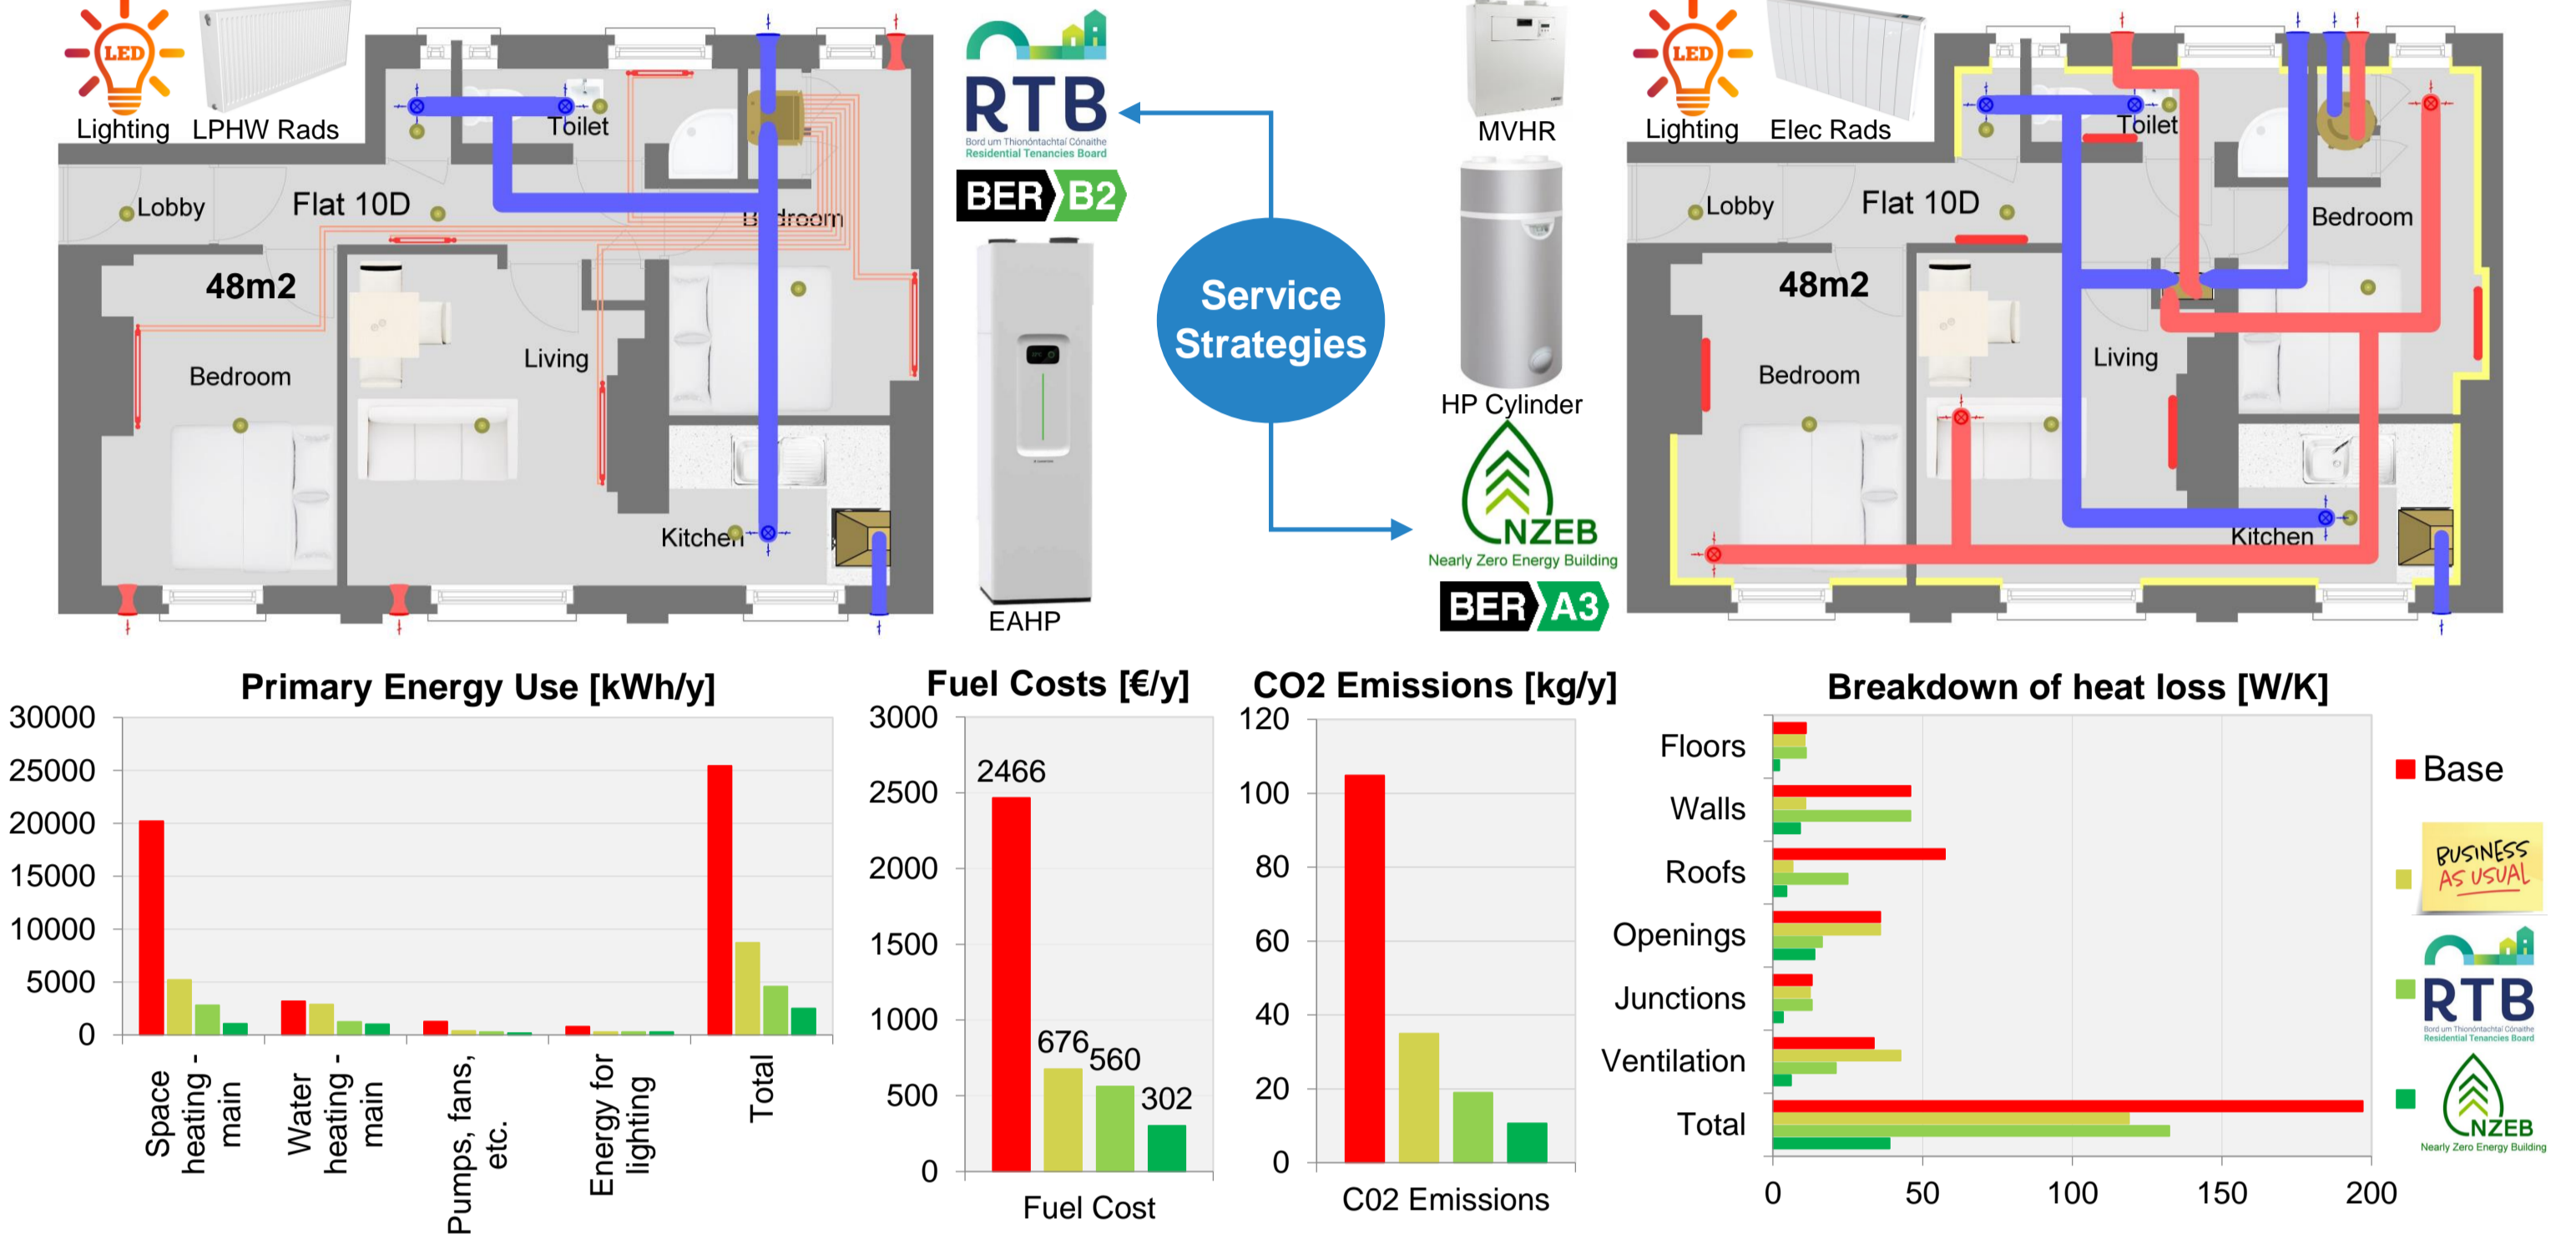 LED
Lighting
LPHW Rads
Toilet
Lobby
Flat 10D
Bedroom
48m2
Living
Bedroom
Kitchen
RTB
Bord um Thionóntachtaí Cónaithe
Residential Tenancies Board
BER B2
EAHP
Service
Strategies
MVHR
HP Cylinder
NZEB
Nearly Zero Energy Building
BER A3
LED
Lighting
Elec Rads
Toilet
Lobby
Flat 10D
Bedroom
48m2
Living
Bedroom
Kitchen
Primary Energy Use [kWh/y]
30000
25000
20000
15000
10000
5000
0
Space
heating -
main
Water
heating -
main
Pumps, fans,
etc.
Energy for
lighting
Total
Fuel Costs [€/y]
3000
2500
2000
1500
1000
500
0
2466
676
560
302
Fuel Cost
CO2 Emissions [kg/y]
120
100
80
60
40
20
0
C02 Emissions
Breakdown of heat loss [W/K]
Floors
Walls
Roofs
Openings
Junctions
Ventilation
Total
0
50
100
150
200
Base
BUSINESS
AS USUAL
RTB
Bord um Thionóntachtaí Cónaithe
Residential Tenancies Board
NZEB
Nearly Zero Energy Building